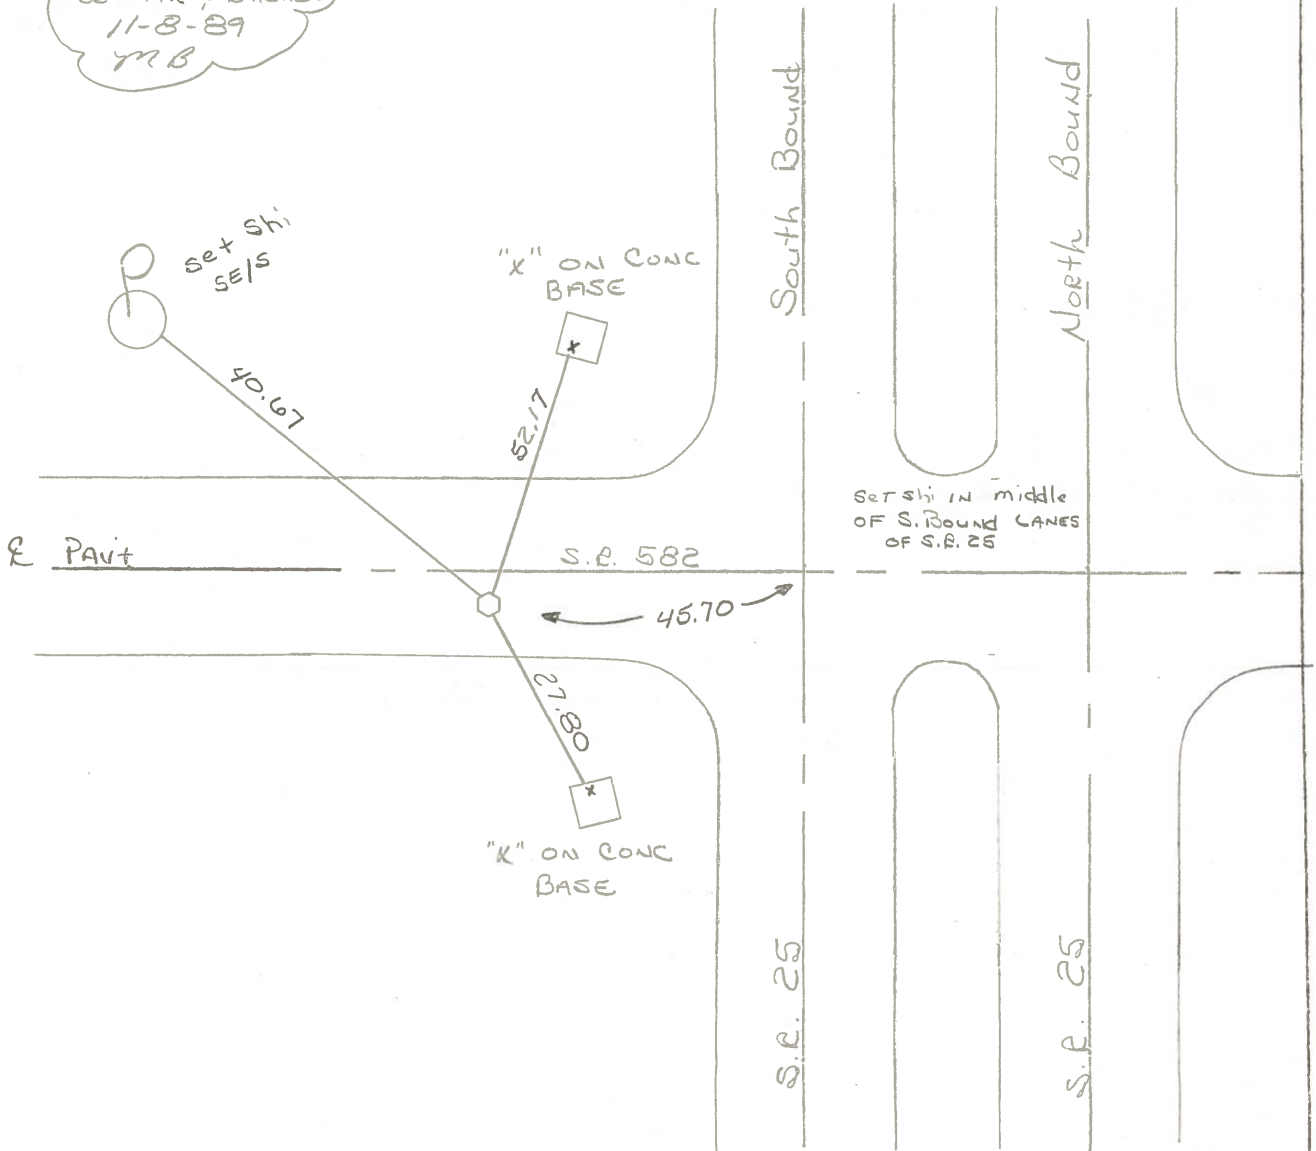 11-8-89
MB
South Bound
North Bound
Set Shi
SE/S
"X" ON CONC
BASE
40.67
52.17
Set Shi IN middle
OF S. Bound LANES
OF S.R. 25
℄ PAV't
S.R. 582
45.70
27.80
"X" ON CONC
BASE
S.R. 25
S.R. 25